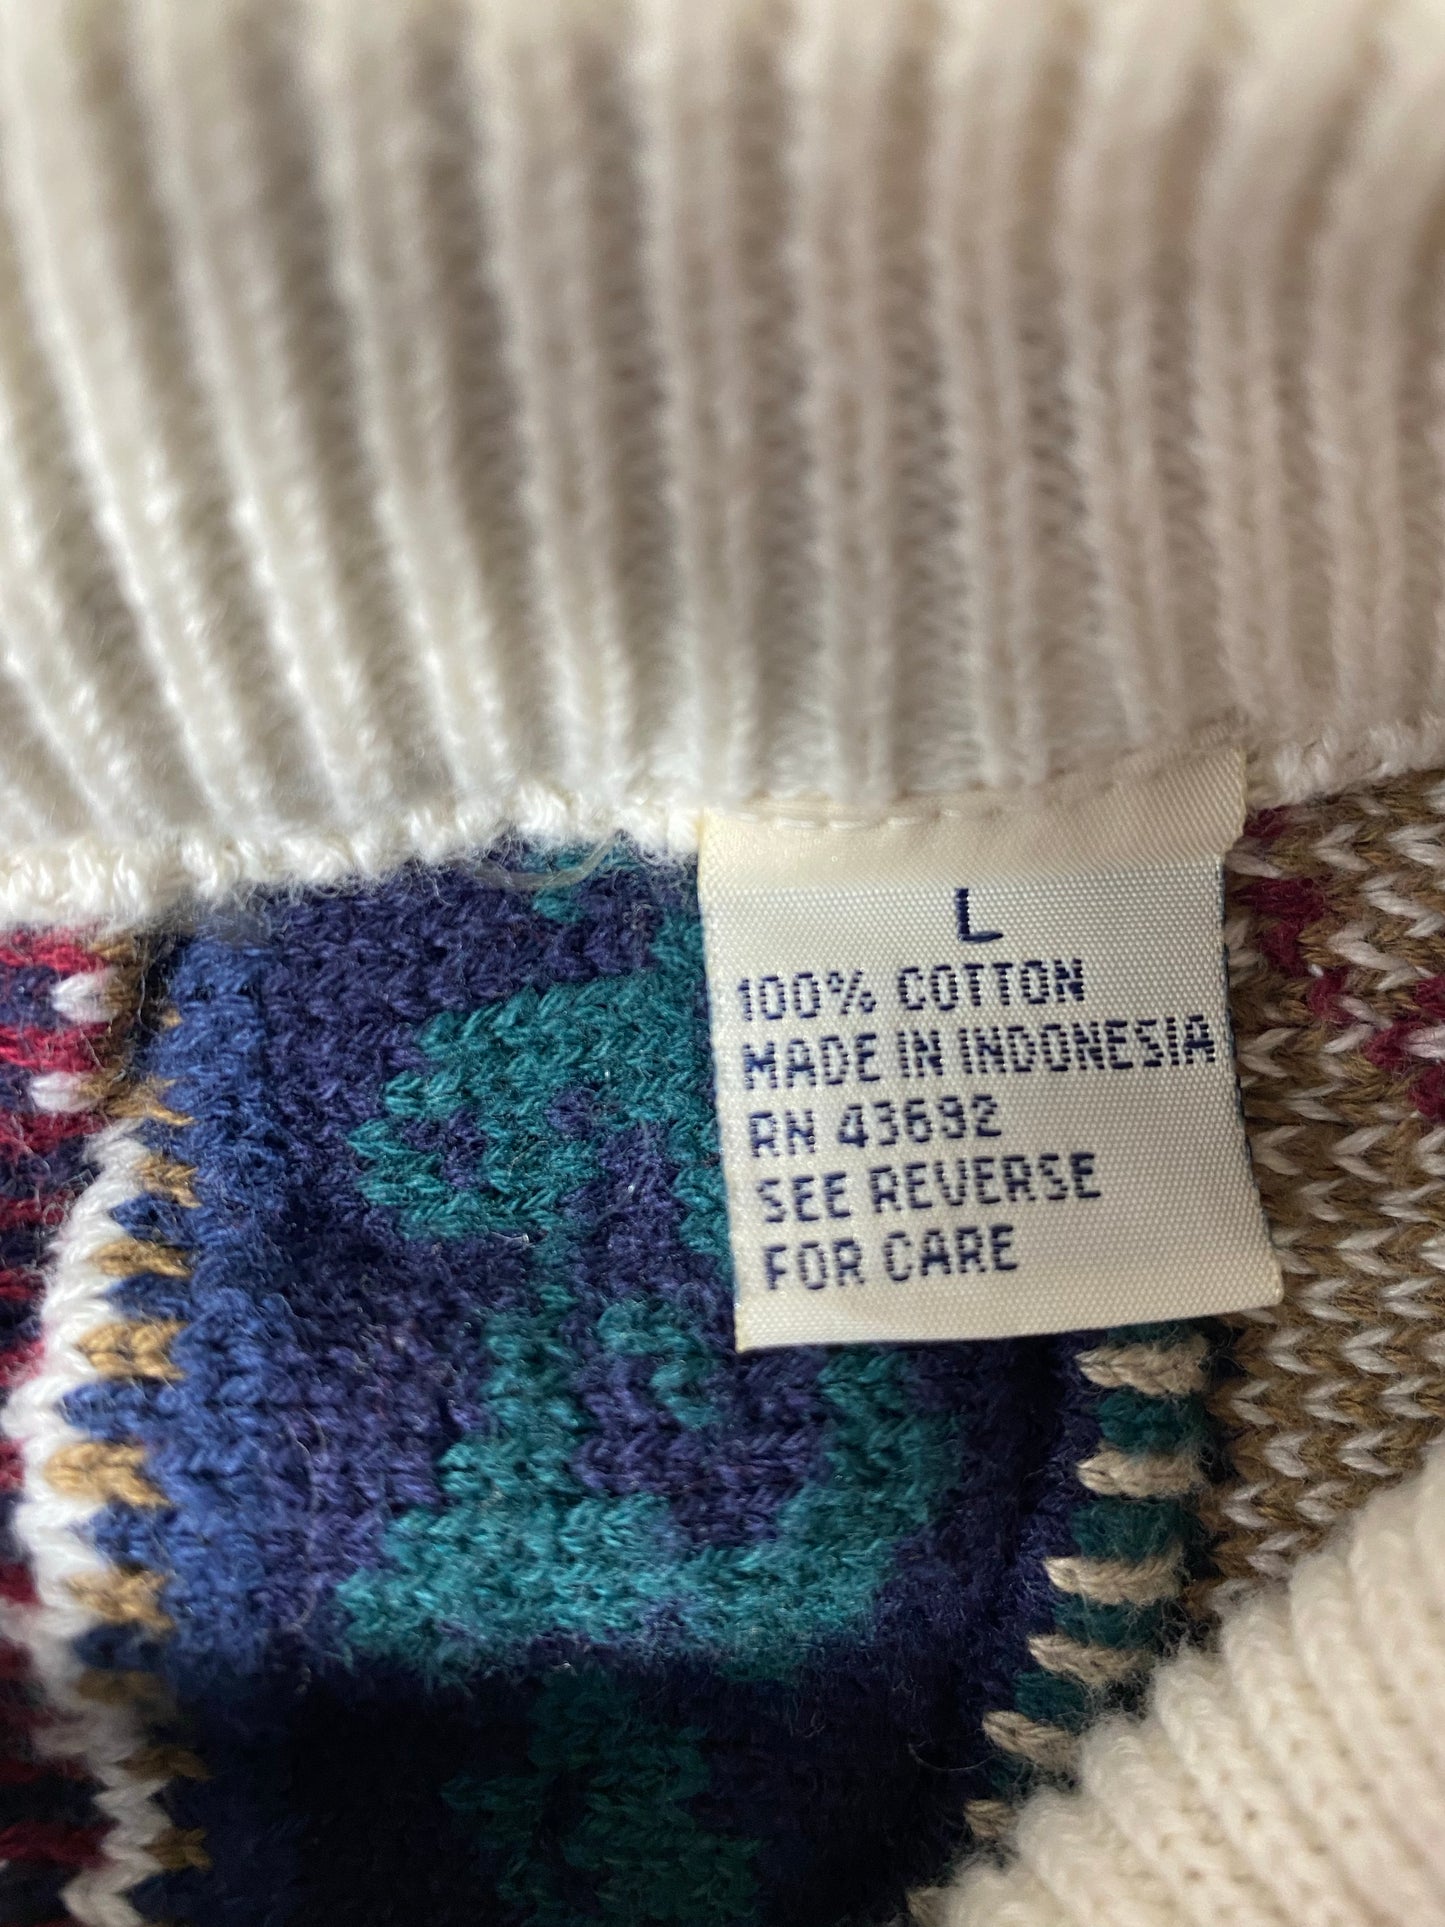 L
100% COTTON
MADE IN INDONESIA
RN 43692
SEE REVERSE
FOR CARE